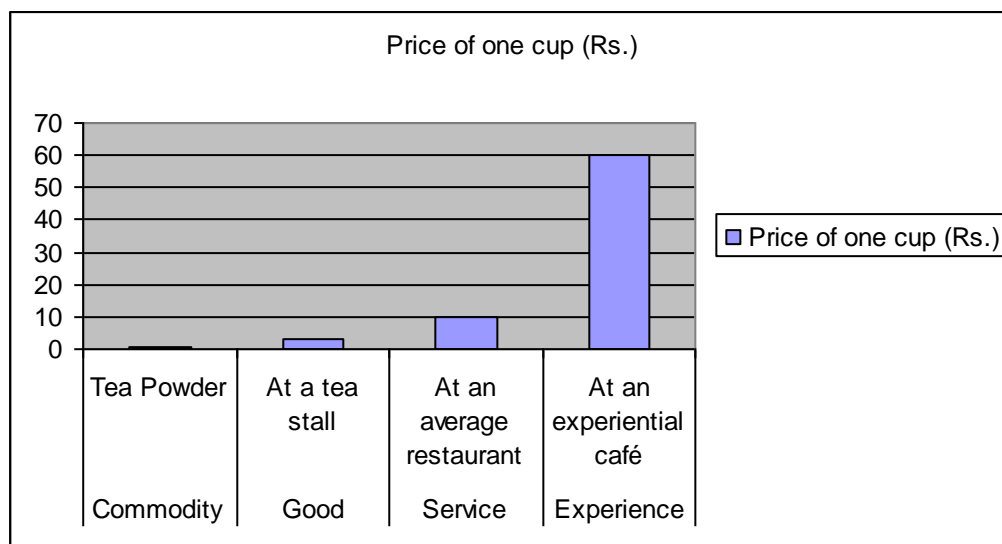 Price of one cup (Rs.)
70
60
50
40
30
20
10
0
Tea Powder
At a tea
stall
At an
average
restaurant
At an
experiential
café
Commodity
Good
Service
Experience
Price of one cup (Rs.)